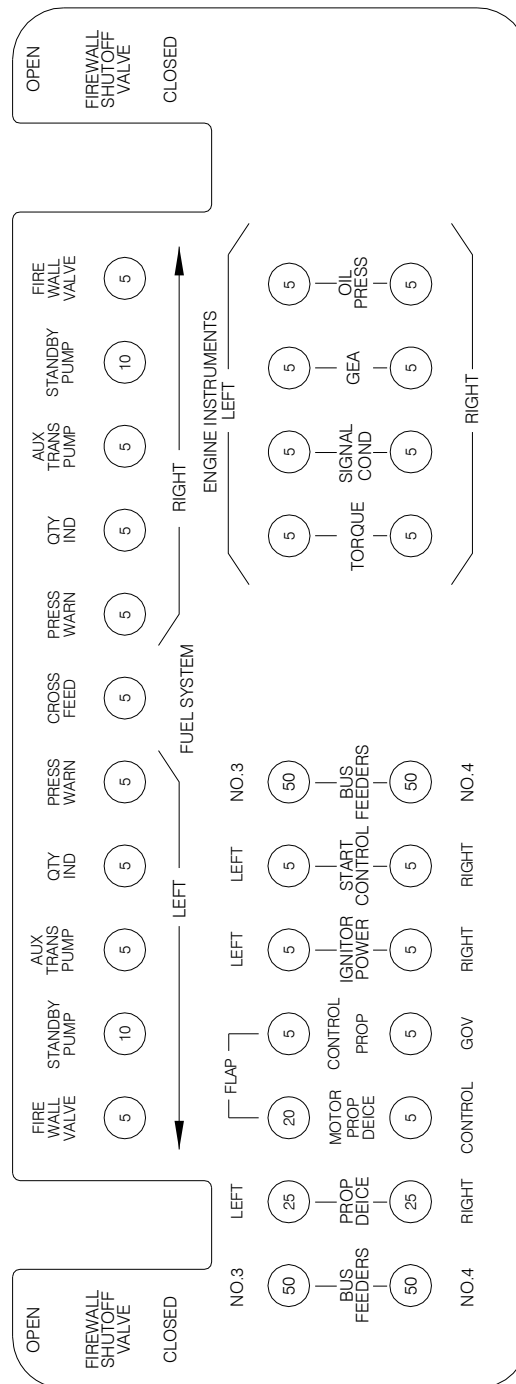 OPEN
FIREWALL
SHUTOFF
VALVE
CLOSED
FIRE
WALL
VALVE
5
STANDBY
PUMP
10
AUX
TRANS
PUMP
5
QTY
IND
5
PRESS
WARN
5
CROSS
FEED
5
PRESS
WARN
5
QTY
IND
5
AUX
TRANS
PUMP
5
STANDBY
PUMP
10
FIRE
WALL
VALVE
5
OPEN
FIREWALL
SHUTOFF
VALVE
CLOSED
LEFT
FUEL SYSTEM
RIGHT
NO.3
50
BUS
FEEDERS
50
NO.4
LEFT
25
PROP
DEICE
25
RIGHT
FLAP
20
MOTOR
PROP
DEICE
5
CONTROL
5
CONTROL
PROP
5
GOV
LEFT
5
IGNITOR
POWER
5
RIGHT
LEFT
5
START
CONTROL
5
RIGHT
NO.3
50
BUS
FEEDERS
50
NO.4
ENGINE INSTRUMENTS
LEFT
5
TORQUE
5
5
SIGNAL
COND
5
5
GEA
5
5
OIL
PRESS
5
RIGHT